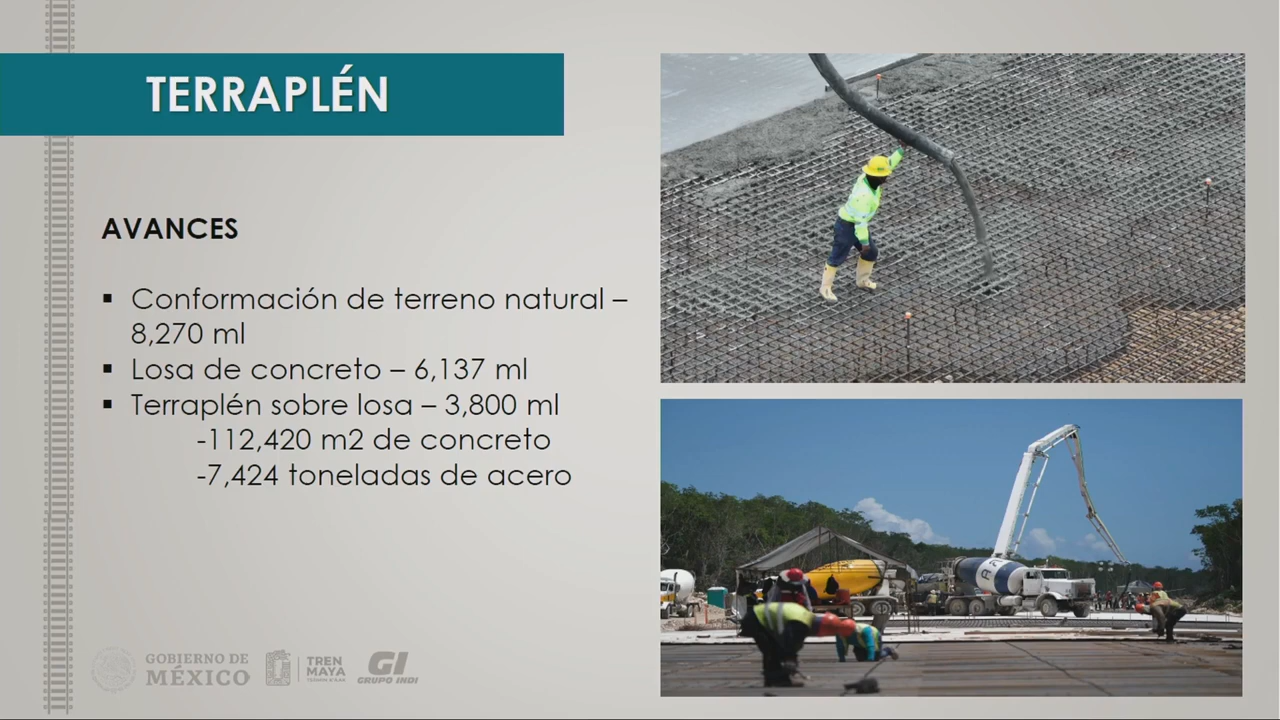 TERRAPLÉN
AVANCES
▪ Conformación de terreno natural –
8,270 ml
▪ Losa de concreto – 6,137 ml
▪ Terraplén sobre losa – 3,800 ml
-112,420 m2 de concreto
-7,424 toneladas de acero
GOBIERNO DE
MÉXICO
TREN
MAYA
GI
GRUPO INDI